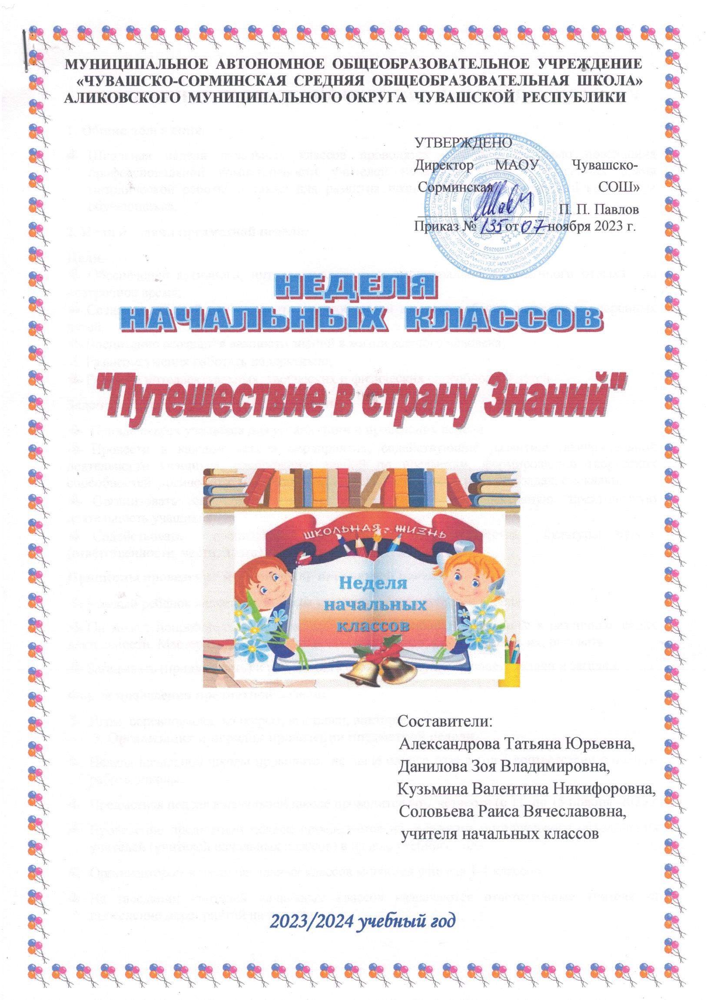 МУНИЦИПАЛЬНОЕ АВТОНОМНОЕ ОБЩЕОБРАЗОВАТЕЛЬНОЕ УЧРЕЖДЕНИЕ
«ЧУВАШСКО-СОРМИНСКАЯ СРЕДНЯЯ ОБЩЕОБРАЗОВАТЕЛЬНАЯ ШКОЛА»
АЛИКОВСКОГО МУНИЦИПАЛЬНОГО ОКРУГА ЧУВАШСКОЙ РЕСПУБЛИКИ
УТВЕРЖДЕНО
Директор МАОУ Чувашско-
Сорминская СОШ»
П. П. Павлов
Приказ № 135 от 07 ноября 2023 г.
НЕДЕЛЯ
НАЧАЛЬНЫХ КЛАССОВ
"Путешествие в страну Знаний"
ШКОЛЬНАЯ ЖИЗНЬ
Неделя
начальных
классов
Составители:
Александрова Татьяна Юрьевна,
Данилова Зоя Владимировна,
Кузьмина Валентина Никифоровна,
Соловьева Раиса Вячеславовна,
учителя начальных классов
2023/2024 учебный год